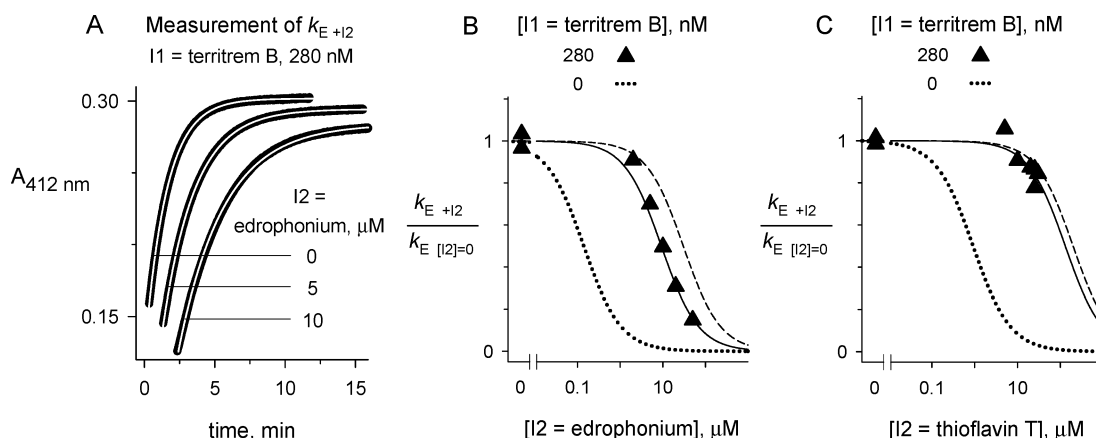 A Measurement of kE +I2
I1 = territrem B, 280 nM
0.30
0.15
A412 nm
I2 =
edrophonium, μM
0
5
10
0 5 10 15
time, min
B [I1 = territrem B], nM
280
0
1
0
kE +I2
kE [I2]=0
0 0.1 10
[I2 = edrophonium], μM
C [I1 = territrem B], nM
280
0
1
0
kE +I2
kE [I2]=0
0 0.1 10
[I2 = thioflavin T], μM